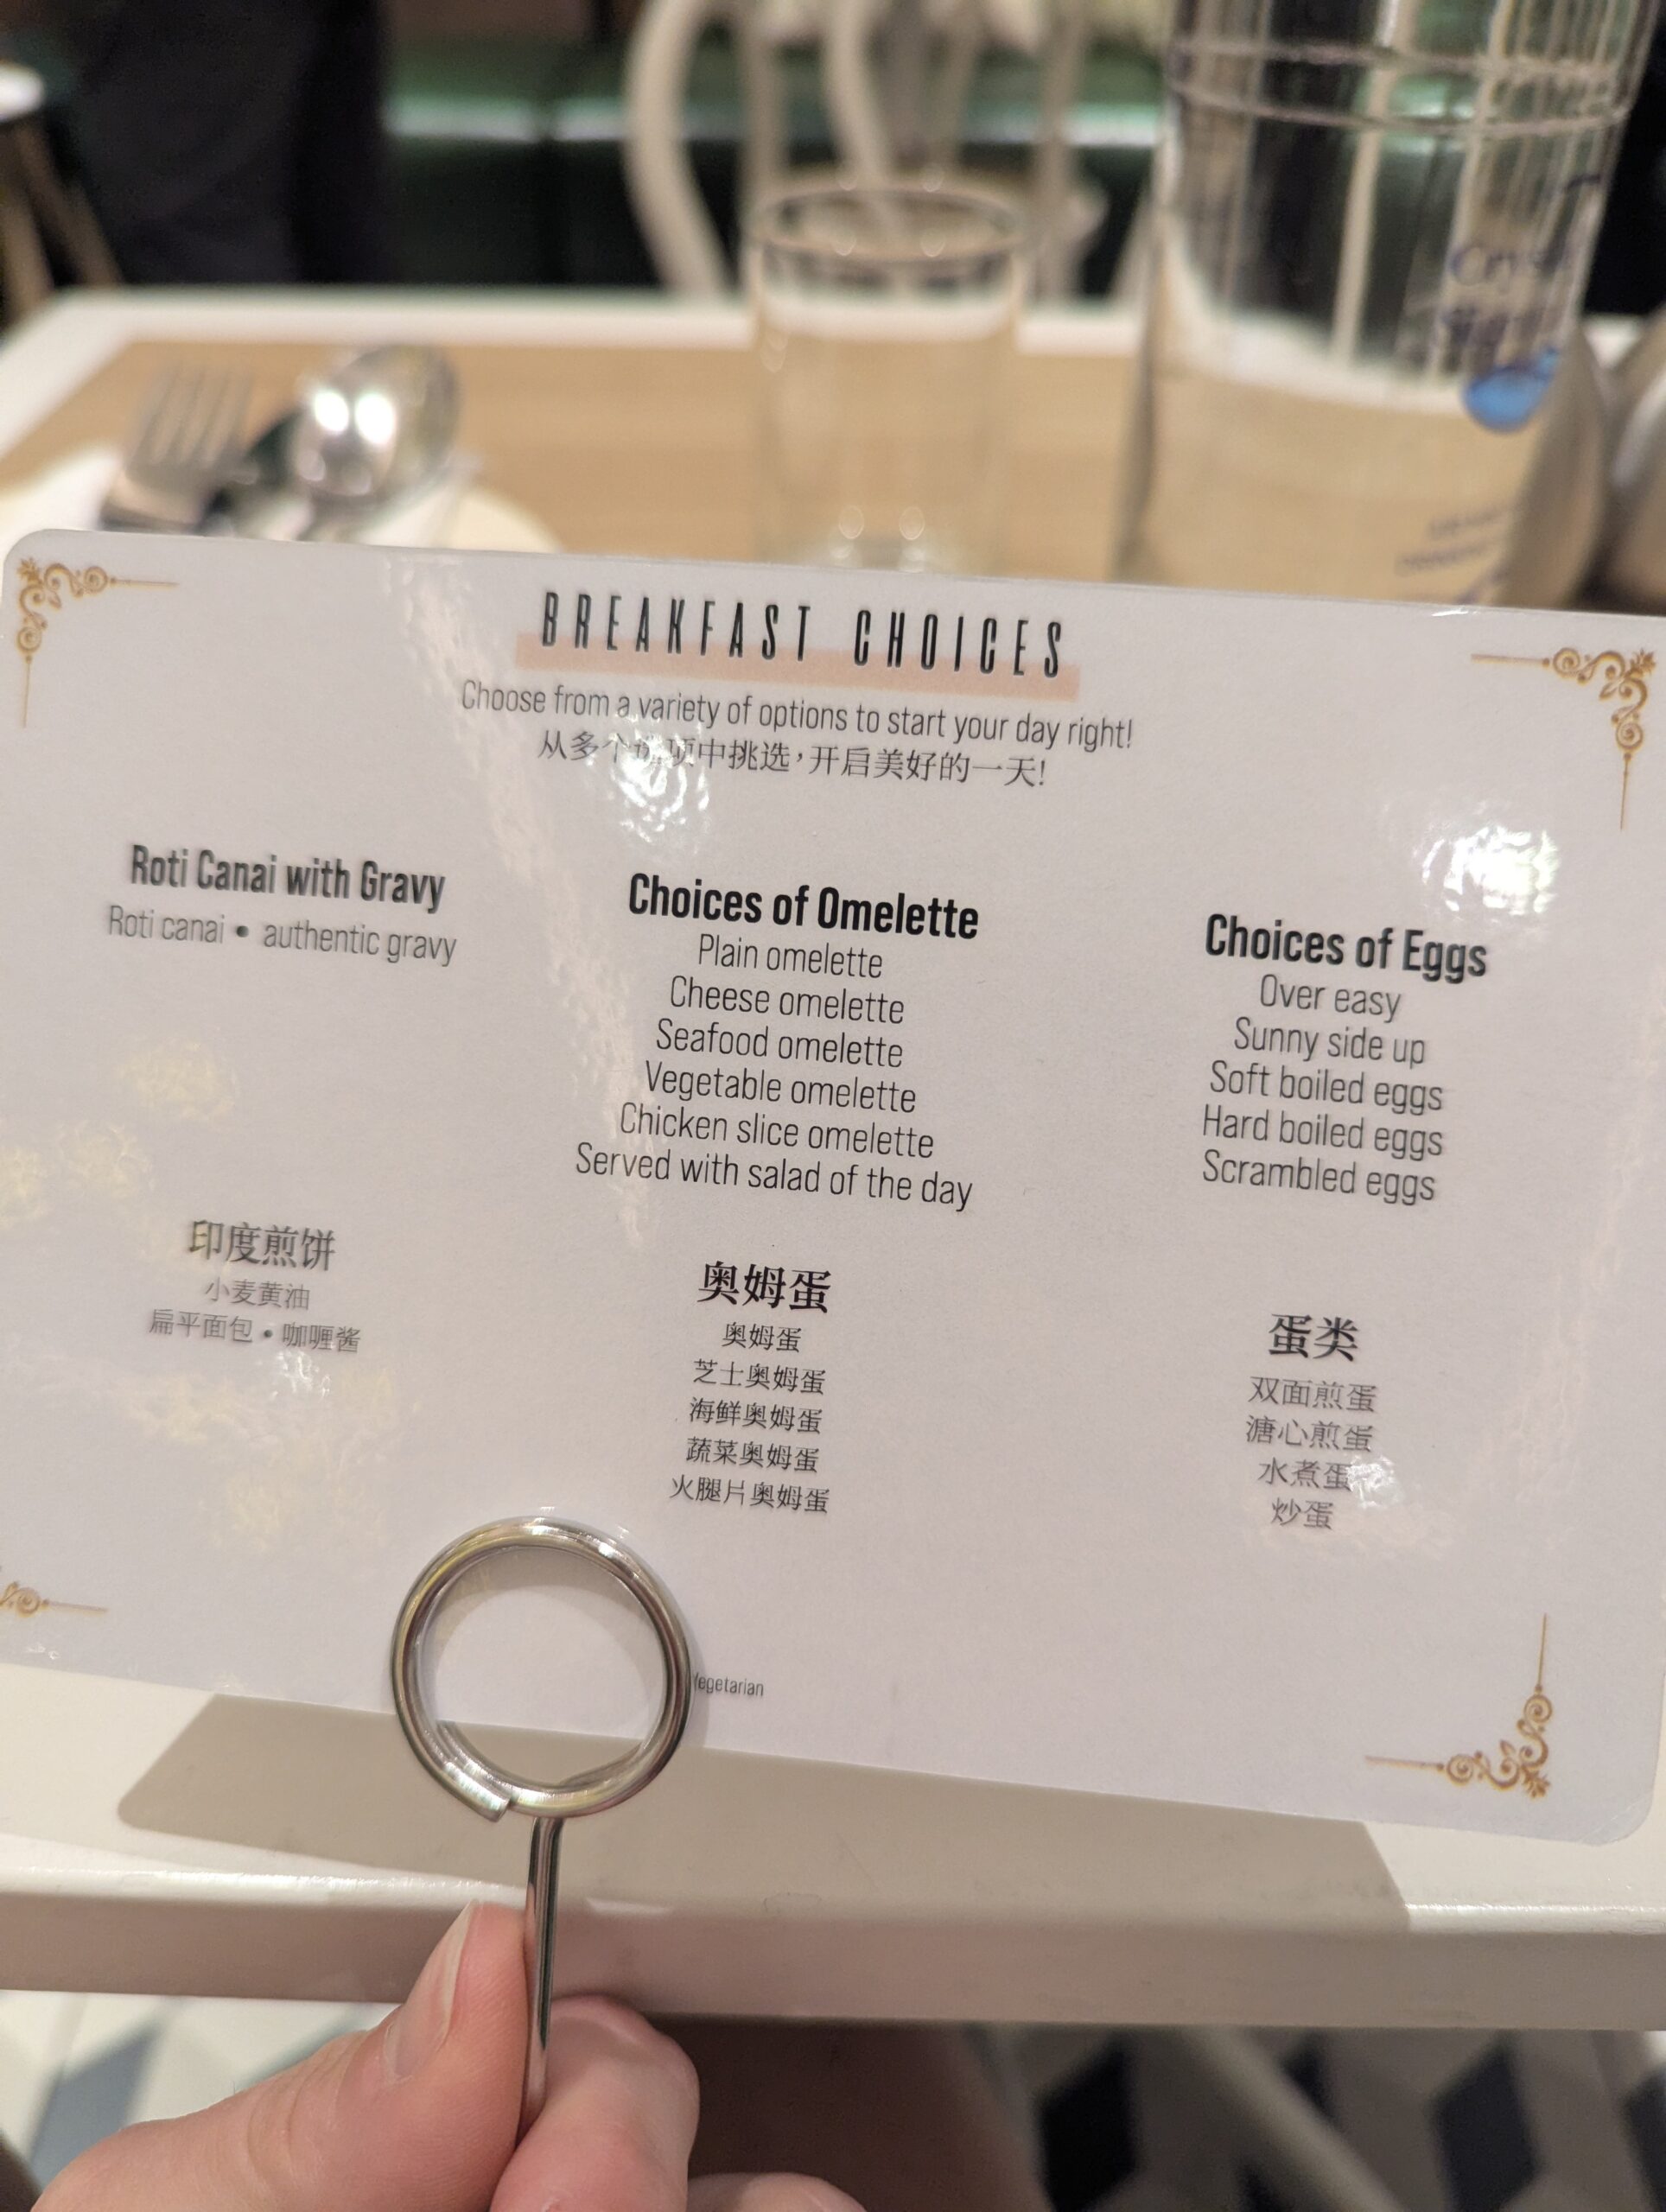 BREAKFAST CHOICES
Choose from a variety of options to start your day right!
从多个选项中挑选，开启美好的一天！
Roti Canai with Gravy
Roti canai • authentic gravy
印度煎饼
小麦黄油
扁平面包 • 咖喱酱
Choices of Omelette
Plain omelette
Cheese omelette
Seafood omelette
Vegetable omelette
Chicken slice omelette
Served with salad of the day
奥姆蛋
奥姆蛋
芝士奥姆蛋
海鲜奥姆蛋
蔬菜奥姆蛋
火腿片奥姆蛋
Choices of Eggs
Over easy
Sunny side up
Soft boiled eggs
Hard boiled eggs
Scrambled eggs
蛋类
双面煎蛋
溏心煎蛋
水煮蛋
炒蛋
Vegetarian